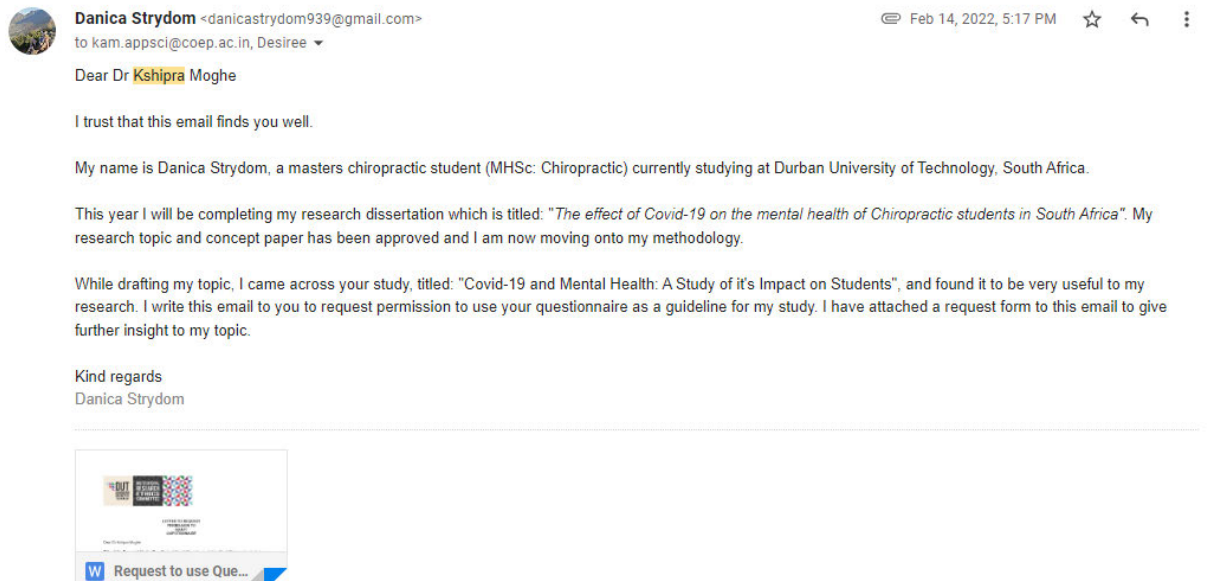 Danica Strydom <danicastrydom939@gmail.com>
Feb 14, 2022, 5:17 PM
to kam.appsci@coep.ac.in, Desiree
Dear Dr Kshipra Moghe
I trust that this email finds you well.
My name is Danica Strydom, a masters chiropractic student (MHSc: Chiropractic) currently studying at Durban University of Technology, South Africa.
This year I will be completing my research dissertation which is titled: "The effect of Covid-19 on the mental health of Chiropractic students in South Africa". My
research topic and concept paper has been approved and I am now moving onto my methodology.
While drafting my topic, I came across your study, titled: "Covid-19 and Mental Health: A Study of it's Impact on Students", and found it to be very useful to my
research. I write this email to you to request permission to use your questionnaire as a guideline for my study. I have attached a request form to this email to give
further insight to my topic.
Kind regards
Danica Strydom
DUT
W Request to use Que...